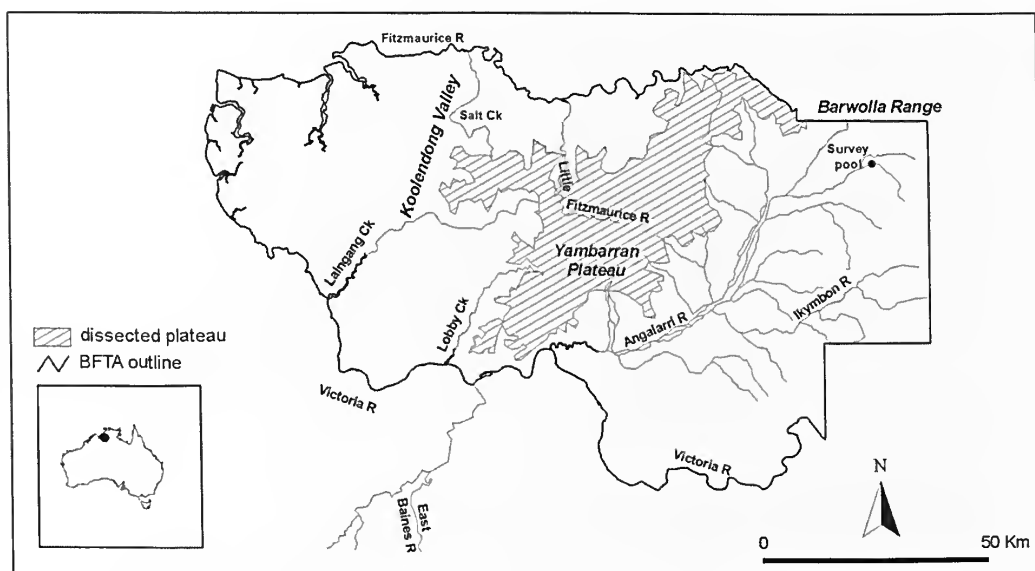 Fitzmaurice R
Koolendong Valley
Salt Ck
Barwolla Range
Survey
pool
Little
Fitzmaurice R
Lalngang Ck
Yambarran
Plateau
Lobby Ck
Angalarri R
Ikymbon R
dissected plateau
BFTA outline
Victoria R
Victoria R
East
Baines R
N
0
50 Km